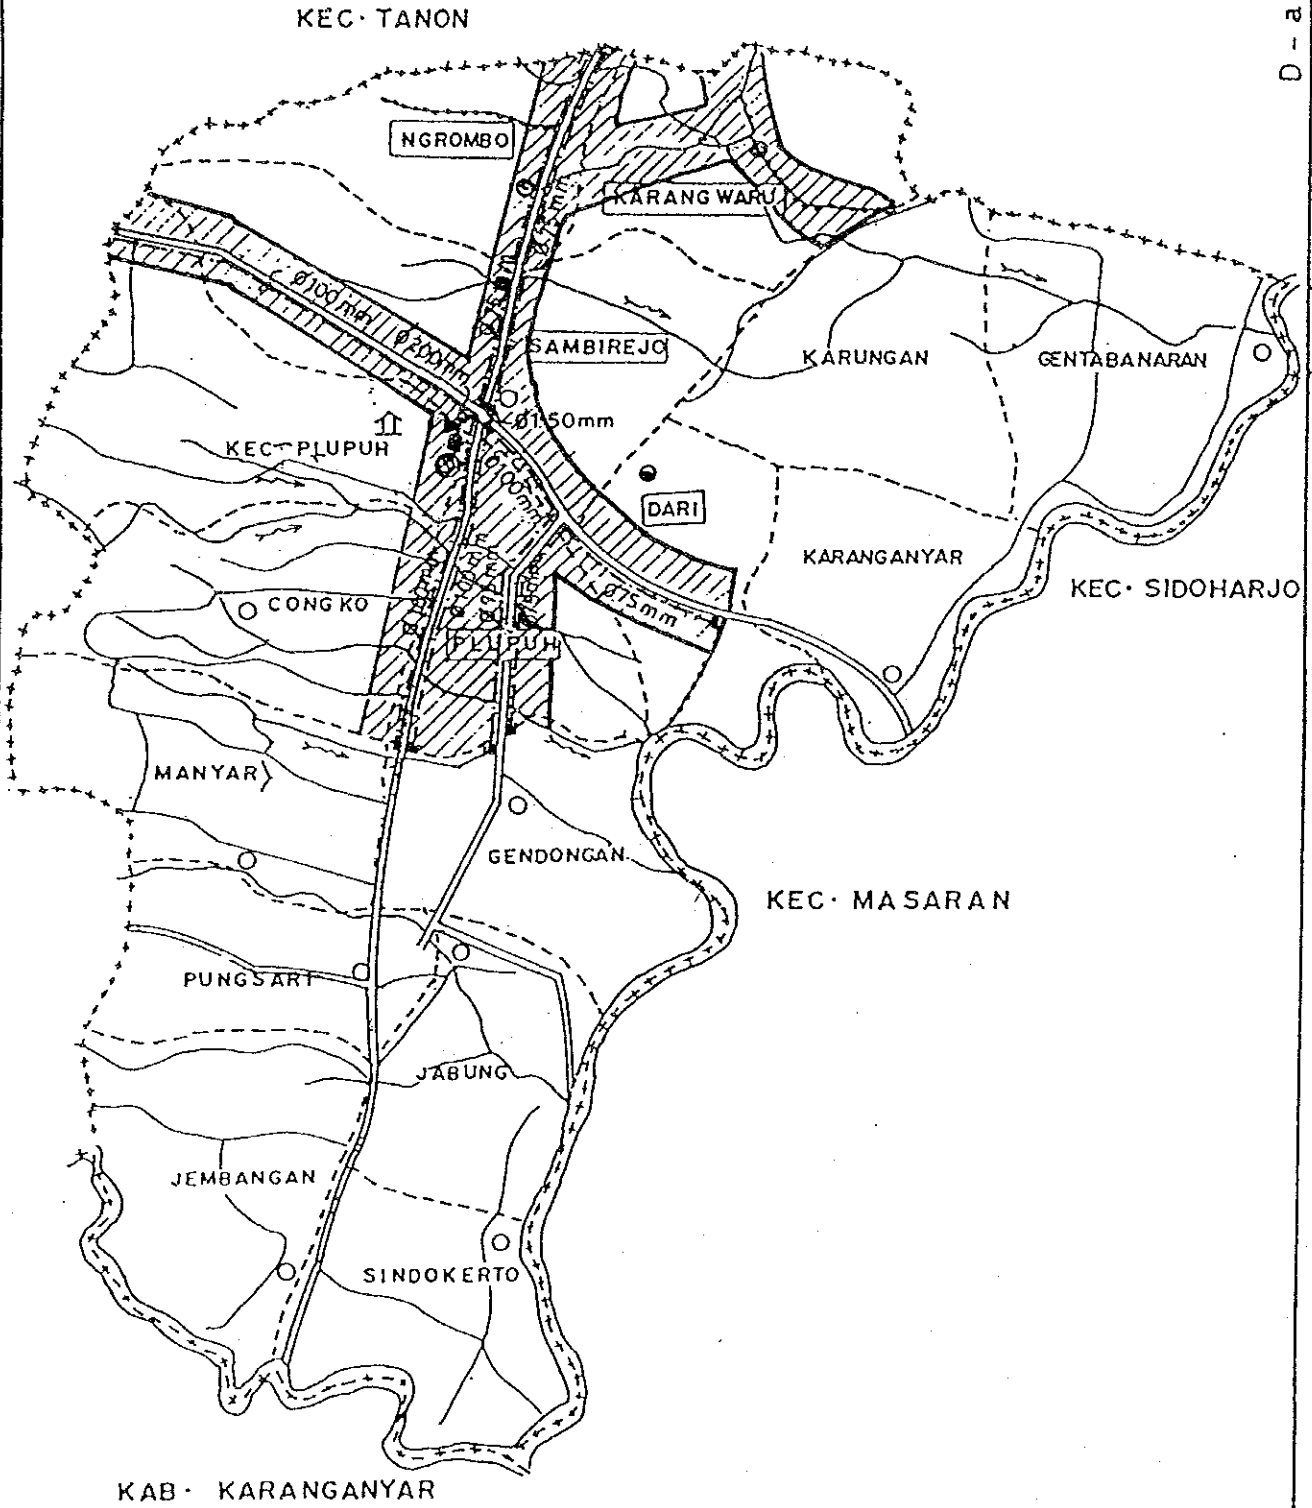 KEC· TANON
D - a
NGROMBO
KARANG WARU
Ø100mm
Ø200mm
SAMBIREJO
KARUNGAN
GENTABANARAN
Ø150mm
KEC· PLUPUH
Ø100mm
DARI
KARANGANYAR
KEC· SIDOHARJO
CONGKO
Ø75mm
PLUPUH
MANYAR
GENDONGAN
KEC· MASARAN
PUNGSARI
JABUNG
JEMBANGAN
SINDOKERTO
KAB· KARANGANYAR